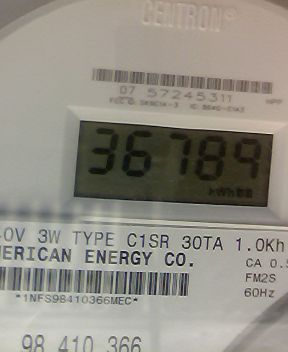 CENTRON®
07 57245311
36789
kWh
0V 3W TYPE C1SR 30TA 1.0Kh
MERICAN ENERGY CO.
CA 0.5
*1NFS98410366MEC*
FM2S
60Hz
98 410 366